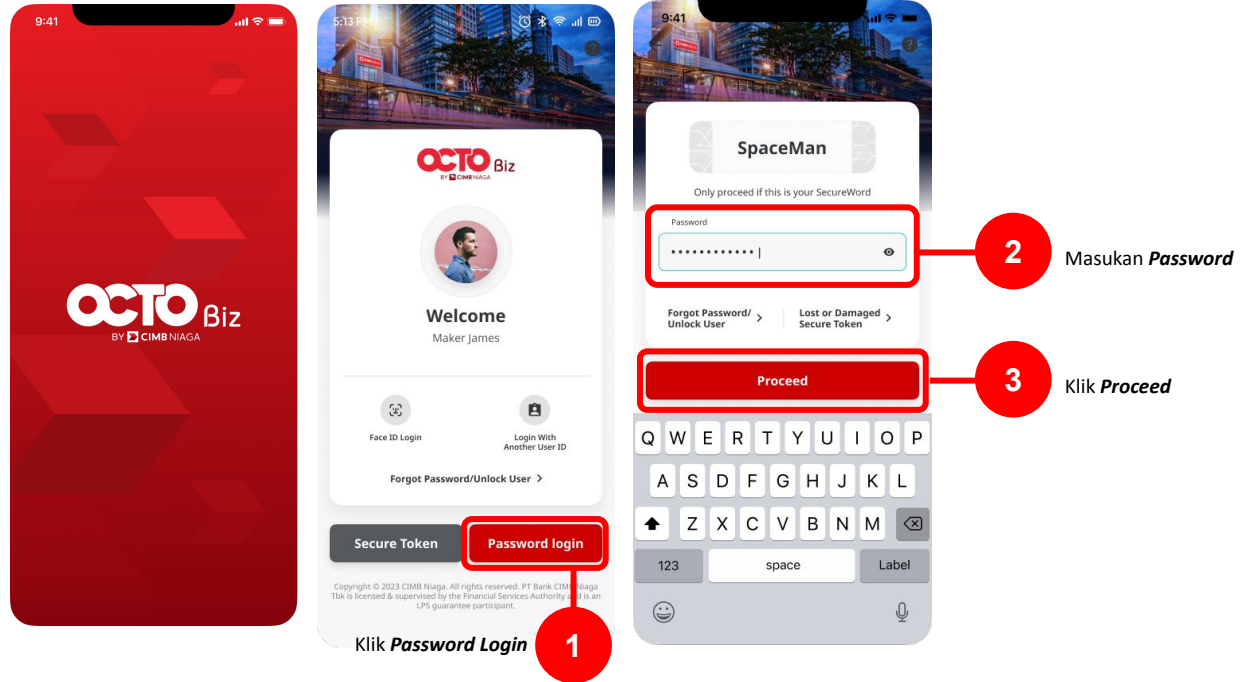 9:41
OCTO Biz
BY CIMB NIAGA
5:13 PM
?
OCTO Biz
BY CIMB NIAGA
Welcome
Maker James
Face ID Login
Login With
Another User ID
Forgot Password/Unlock User >
Secure Token
Password login
Copyright © 2023 CIMB Niaga. All rights reserved. PT Bank CIMB Niaga
Tbk is licensed & supervised by the Financial Services Authority and is an
LPS guarantee participant.
Klik Password Login
1
9:41
?
SpaceMan
Only proceed if this is your SecureWord
Password
••••••••••••|
Forgot Password/
Unlock User >
Lost or Damaged
Secure Token >
Proceed
Q W E R T Y U I O P
A S D F G H J K L
Z X C V B N M
123 space Label
2
Masukan Password
3
Klik Proceed